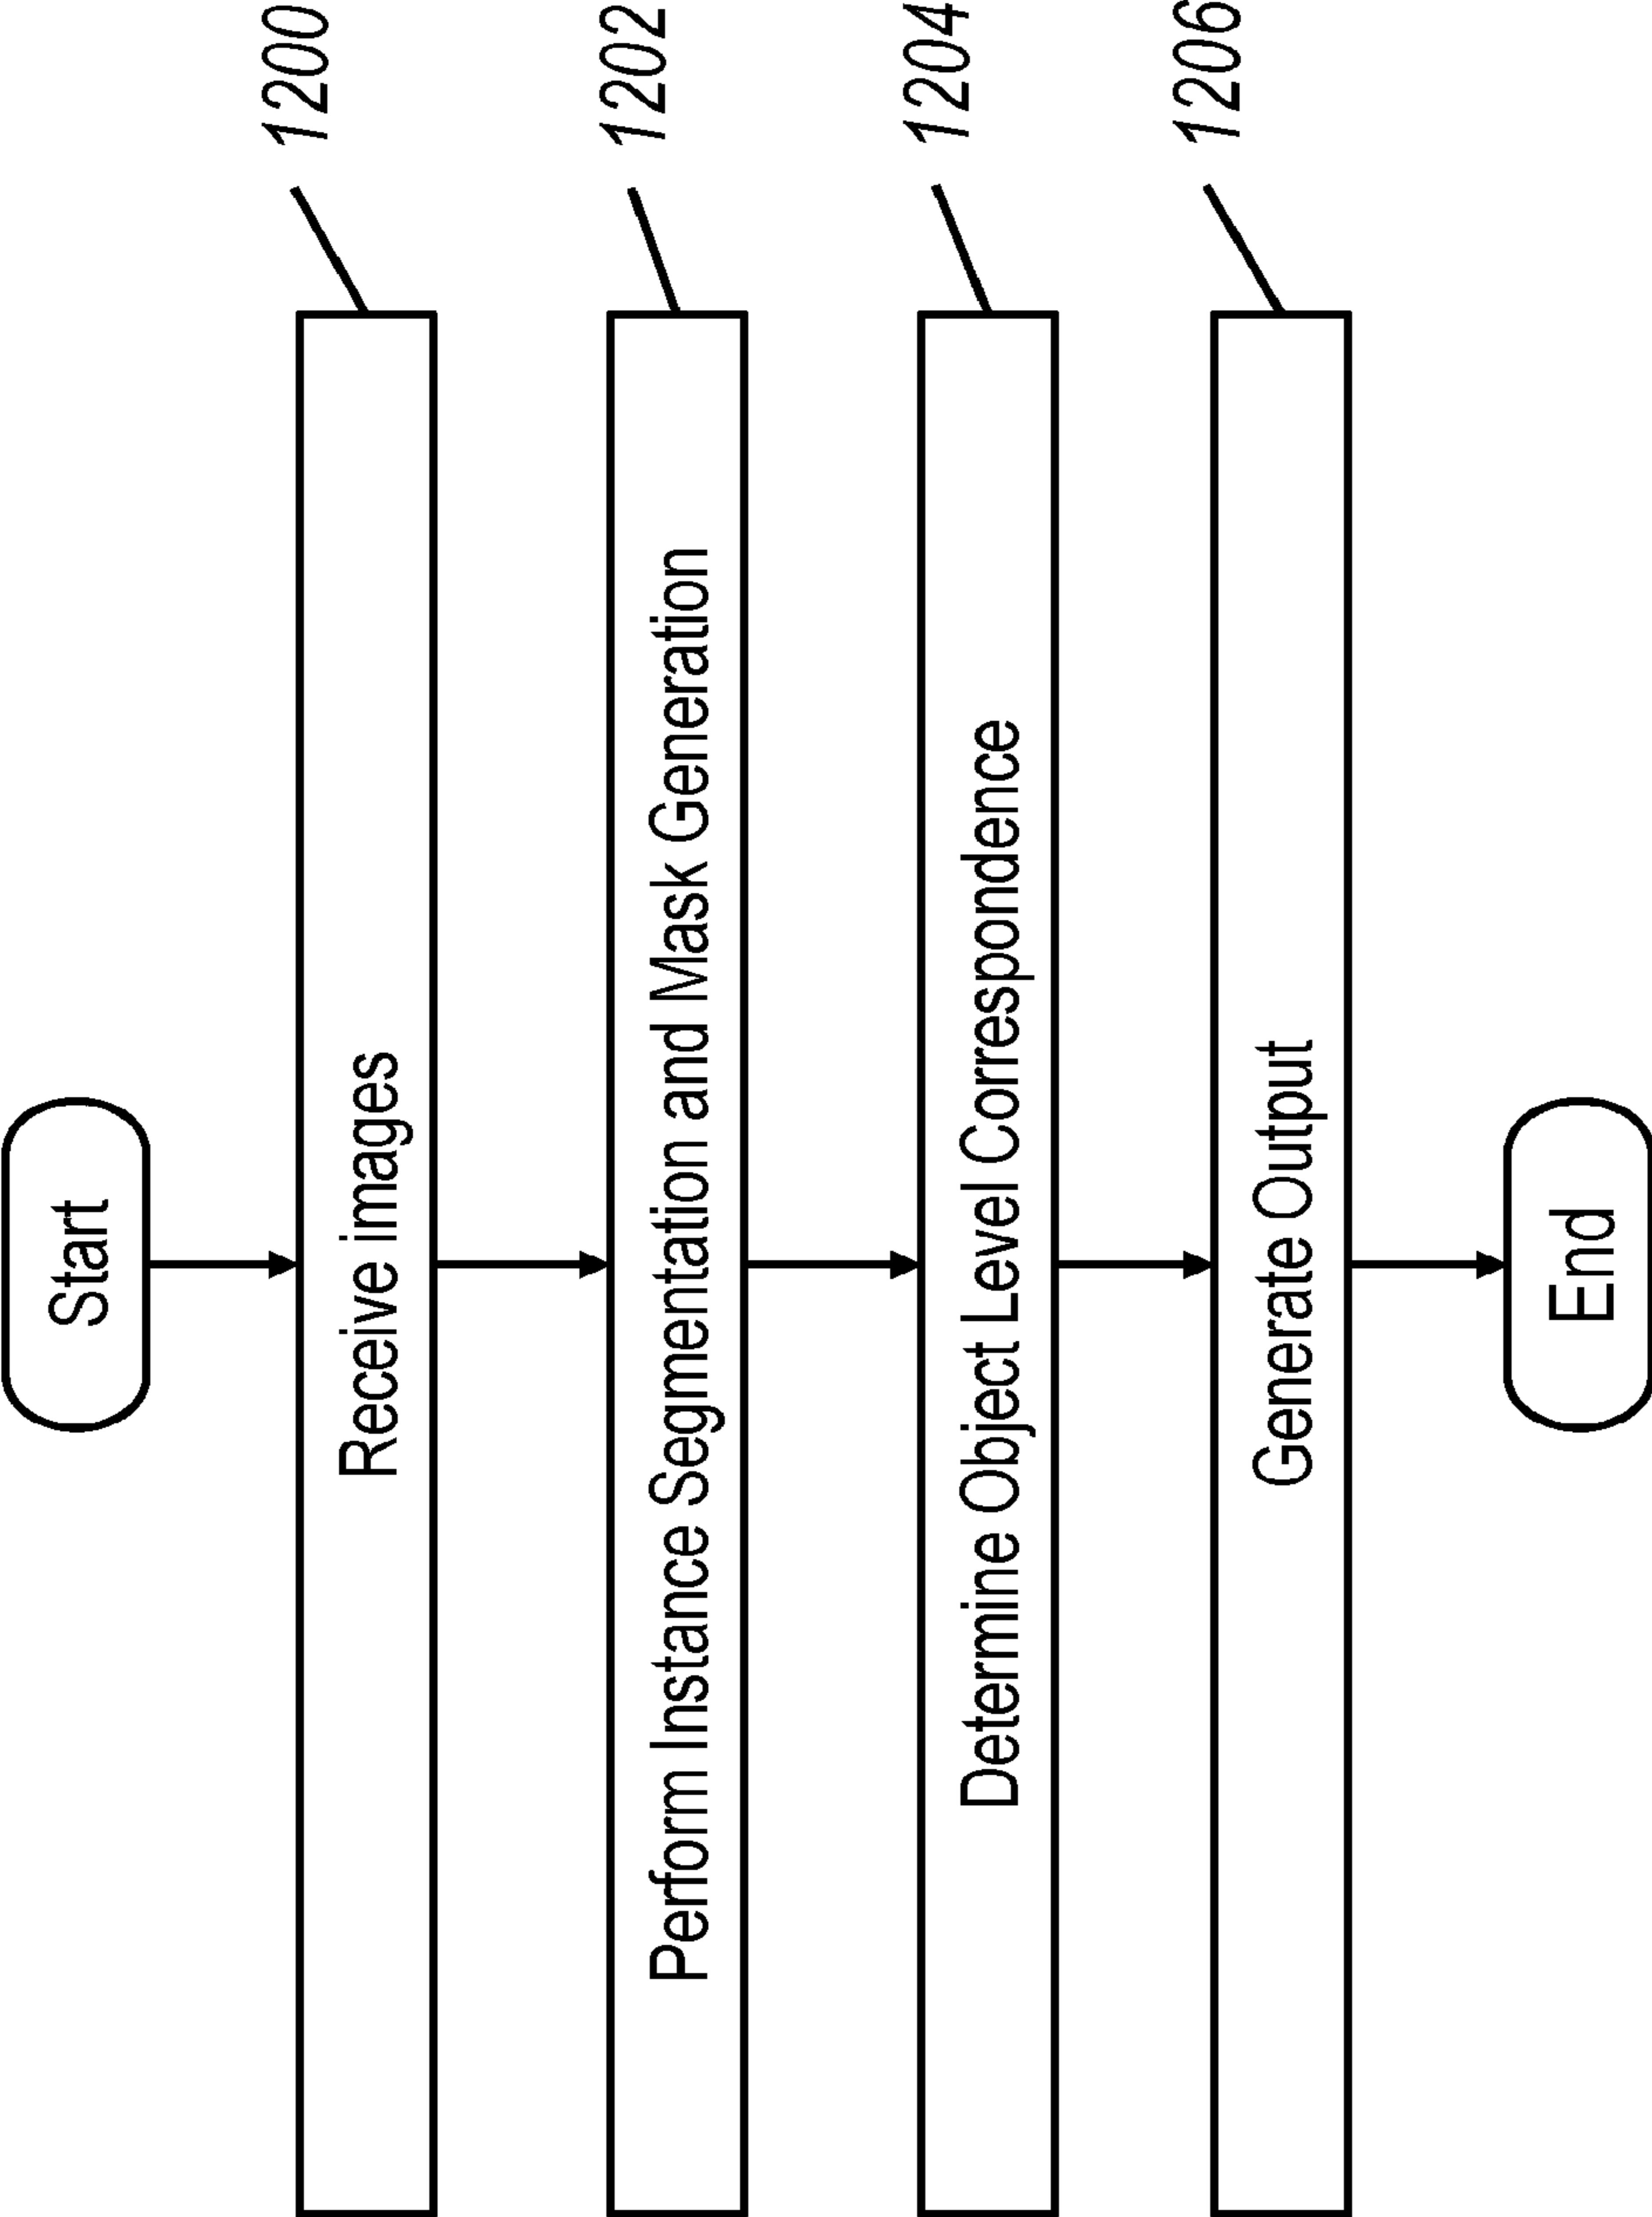 Start
Receive images
1200
Perform Instance Segmentation and Mask Generation
1202
Determine Object Level Correspondence
1204
Generate Output
1206
End